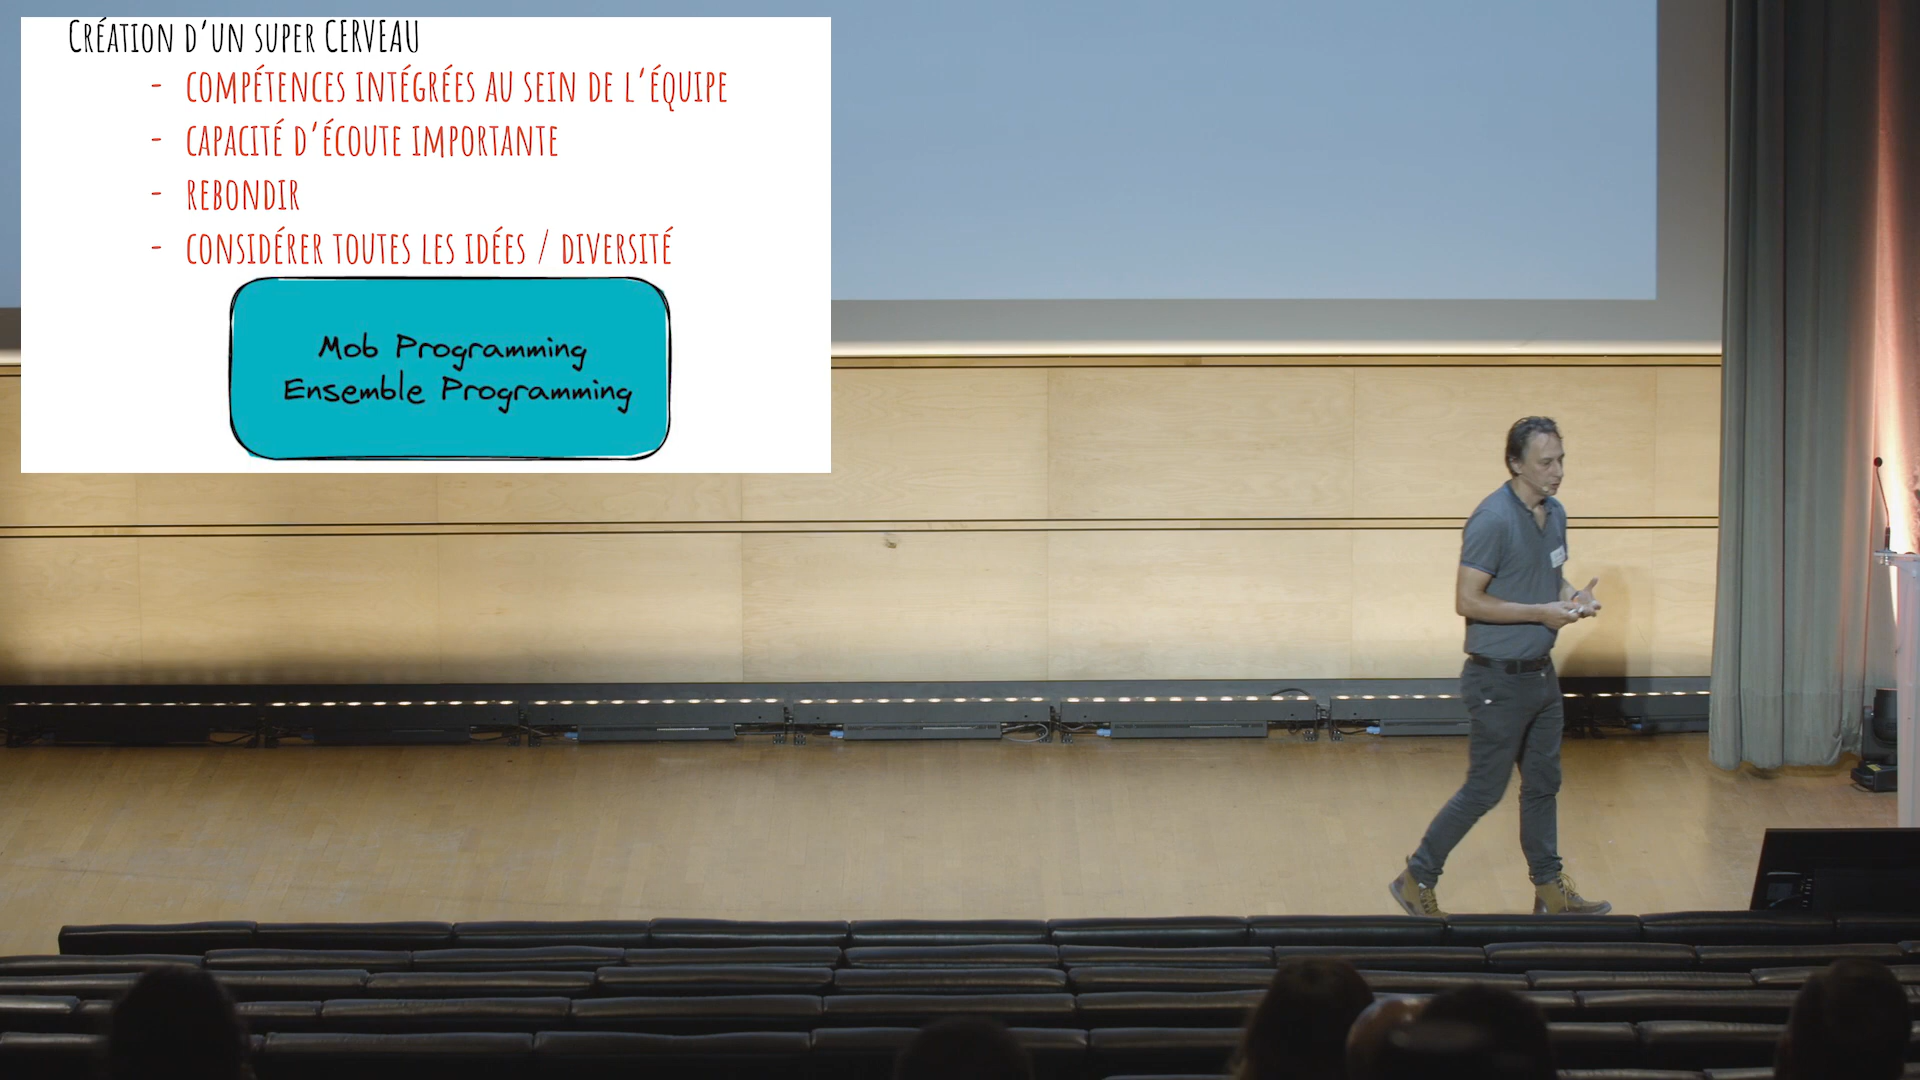 Création d’un super CERVEAU
- compétences intégrées au sein de l’équipe
- capacité d’écoute importante
- rebondir
- considérer toutes les idées / diversité
Mob Programming
Ensemble Programming